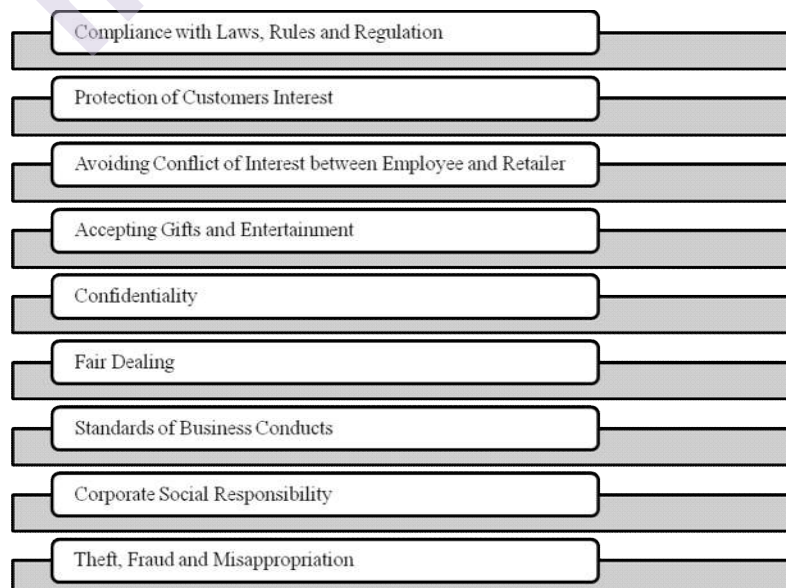 Compliance with Laws, Rules and Regulation
Protection of Customers Interest
Avoiding Conflict of Interest between Employee and Retailer
Accepting Gifts and Entertainment
Confidentiality
Fair Dealing
Standards of Business Conducts
Corporate Social Responsibility
Theft, Fraud and Misappropriation